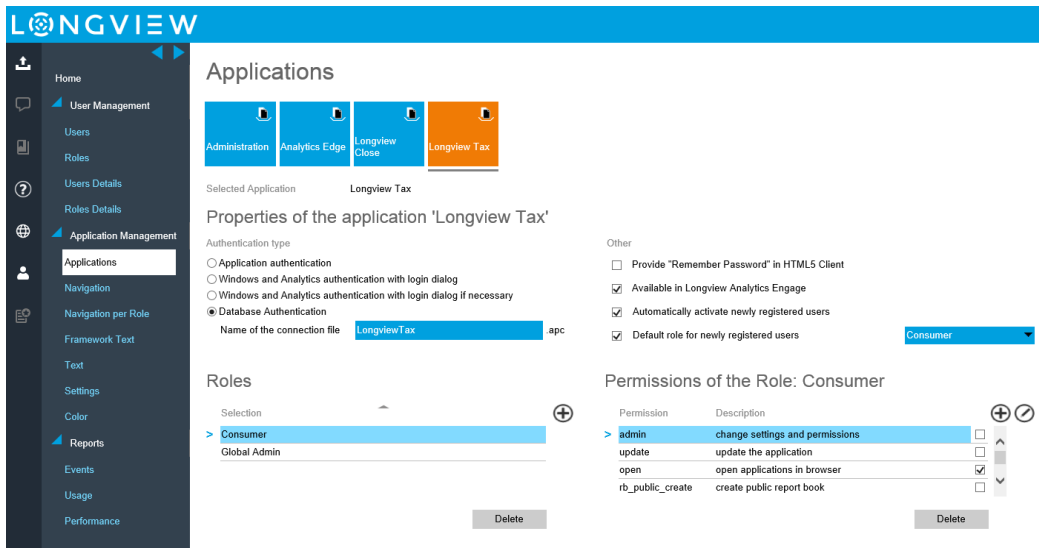 LONGVIEW
Home
User Management
Users
Roles
Users Details
Roles Details
Application Management
Applications
Navigation
Navigation per Role
Framework Text
Text
Settings
Color
Reports
Events
Usage
Performance
Applications
Administration
Analytics Edge
Longview
Close
Longview Tax
Selected Application Longview Tax
Properties of the application 'Longview Tax'
Authentication type
Application authentication
Windows and Analytics authentication with login dialog
Windows and Analytics authentication with login dialog if necessary
Database Authentication
Name of the connection file LongviewTax .apc
Other
Provide "Remember Password" in HTML5 Client
Available in Longview Analytics Engage
Automatically activate newly registered users
Default role for newly registered users Consumer
Roles
Selection
> Consumer
Global Admin
Delete
Permissions of the Role: Consumer
Permission Description
> admin change settings and permissions
update update the application
open open applications in browser
rb_public_create create public report book
Delete